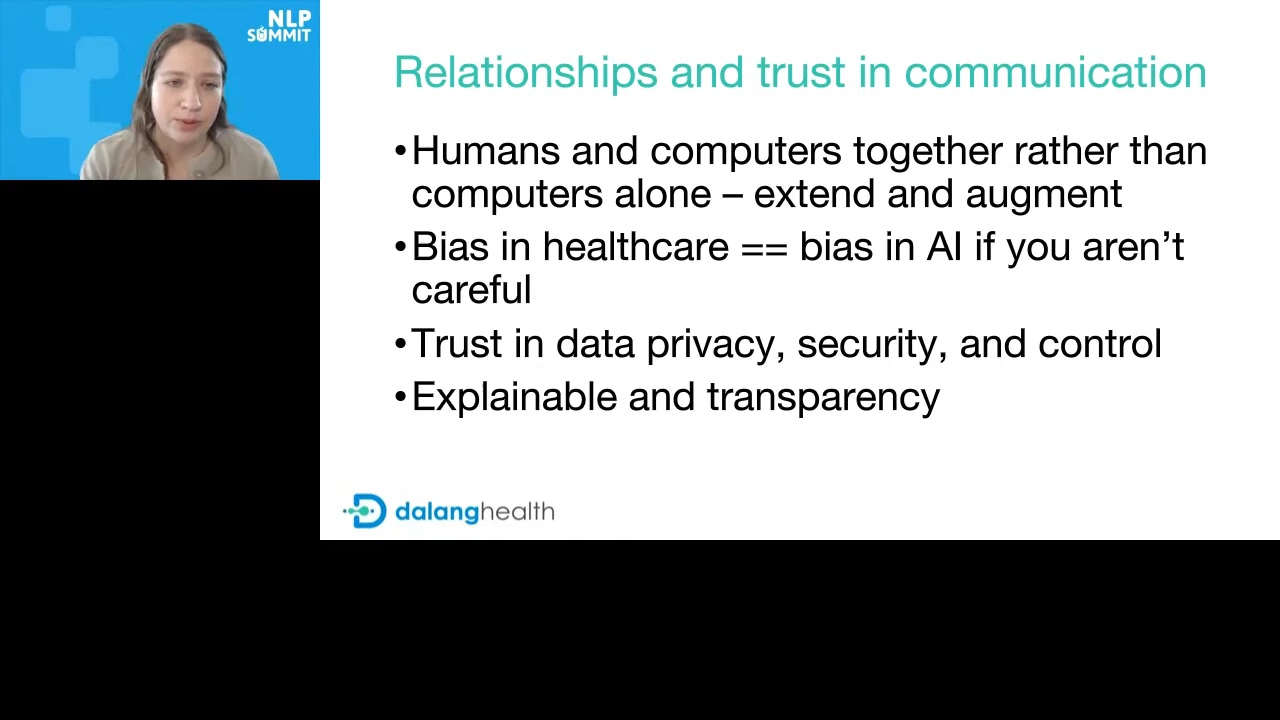 NLP
SUMMIT
Relationships and trust in communication
•Humans and computers together rather than
computers alone – extend and augment
•Bias in healthcare == bias in AI if you aren’t
careful
•Trust in data privacy, security, and control
•Explainable and transparency
dalanghealth